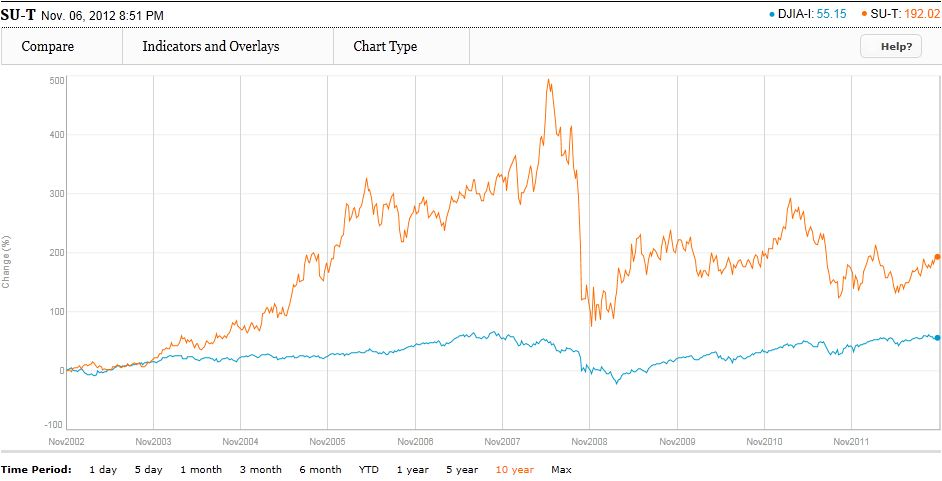 SU-T Nov. 06, 2012 8:51 PM
DJIA-I: 55.15 SU-T: 192.02
Compare Indicators and Overlays Chart Type Help?
500
400
300
200
100
0
-100
Change (%)
Nov2002 Nov2003 Nov2004 Nov2005 Nov2006 Nov2007 Nov2008 Nov2009 Nov2010 Nov2011
Time Period: 1 day 5 day 1 month 3 month 6 month YTD 1 year 5 year 10 year Max